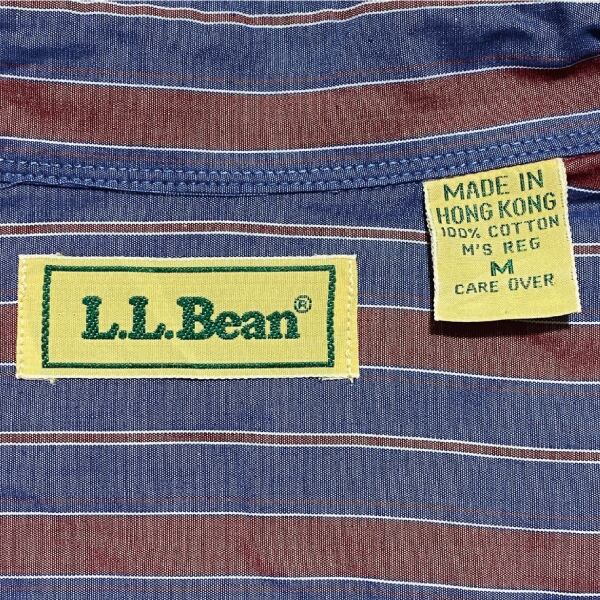 MADE IN
HONG KONG
100% COTTON
M'S REG
M
CARE OVER
L.L.Bean®